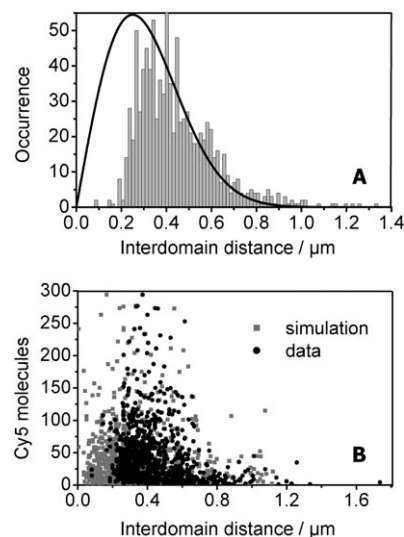 50
40
30
20
10
0
Occurrence
A
0.0 0.2 0.4 0.6 0.8 1.0 1.2 1.4
Interdomain distance / µm
300
250
200
150
100
50
0
Cy5 molecules
simulation
data
B
0.0 0.4 0.8 1.2 1.6
Interdomain distance / µm